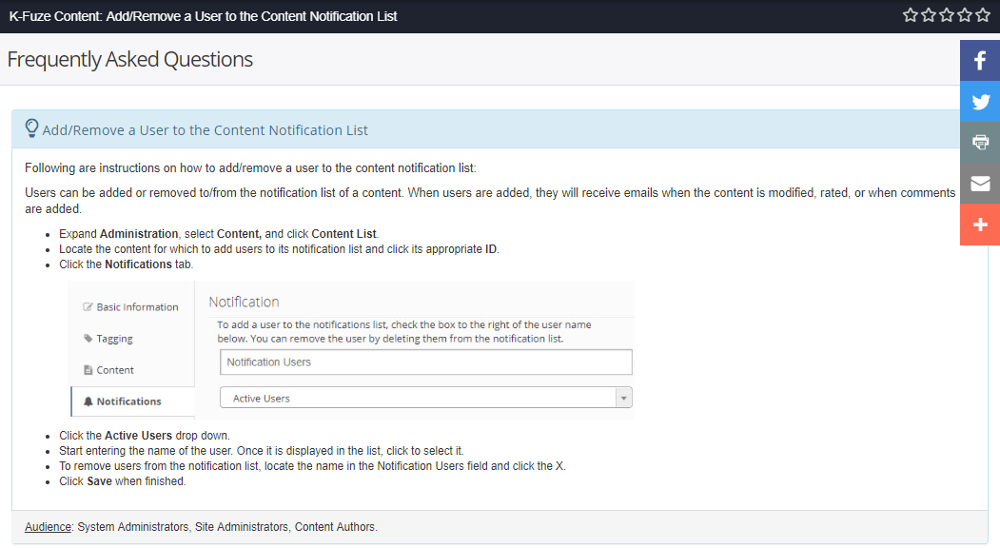 K-Fuze Content: Add/Remove a User to the Content Notification List
Frequently Asked Questions
Add/Remove a User to the Content Notification List
Following are instructions on how to add/remove a user to the content notification list:
Users can be added or removed to/from the notification list of a content. When users are added, they will receive emails when the content is modified, rated, or when comments
are added.
• Expand Administration, select Content, and click Content List.
• Locate the content for which to add users to its notification list and click its appropriate ID.
• Click the Notifications tab.
Basic Information
Tagging
Content
Notifications
Notification
To add a user to the notifications list, check the box to the right of the user name
below. You can remove the user by deleting them from the notification list.
Notification Users
Active Users
• Click the Active Users drop down.
• Start entering the name of the user. Once it is displayed in the list, click to select it.
• To remove users from the notification list, locate the name in the Notification Users field and click the X.
• Click Save when finished.
Audience: System Administrators, Site Administrators, Content Authors.